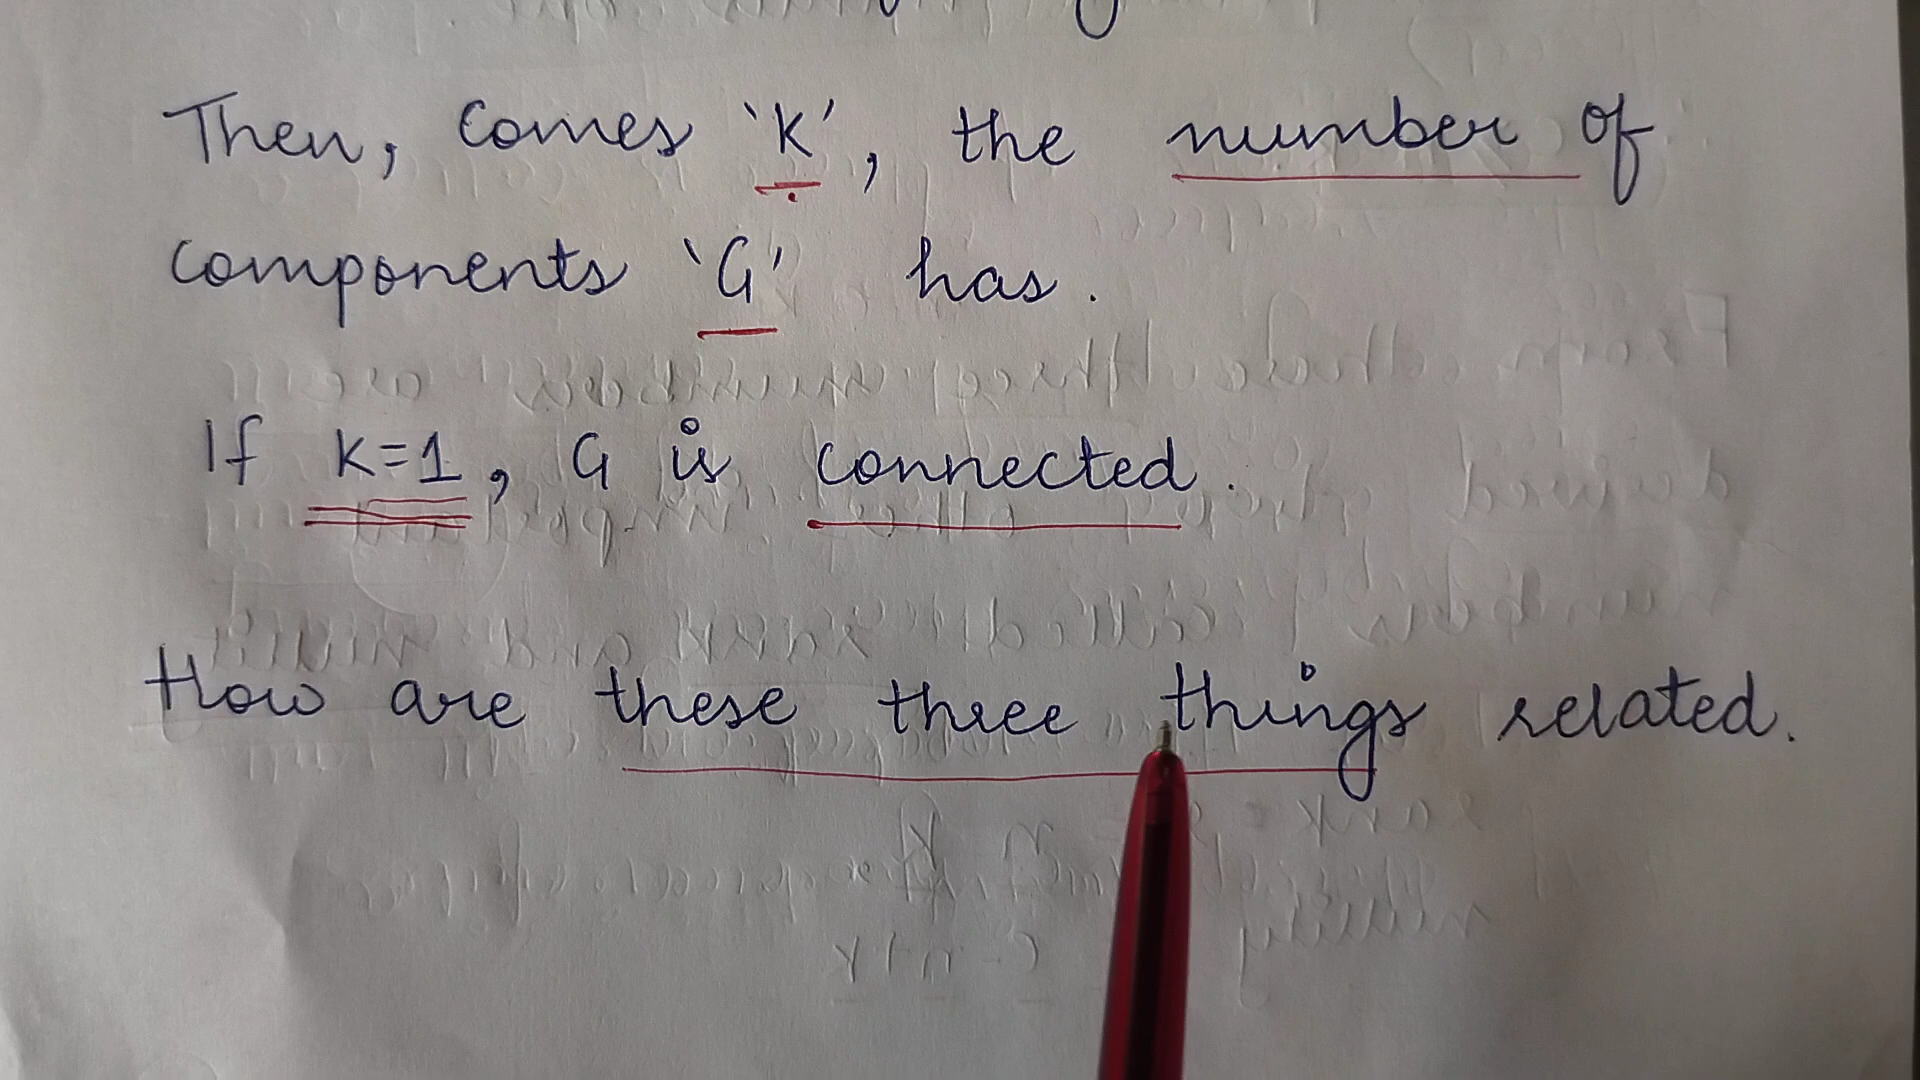 Then, comes 'K', the number of
components 'G' has.
If K=1, G is connected.
How are these three things related.